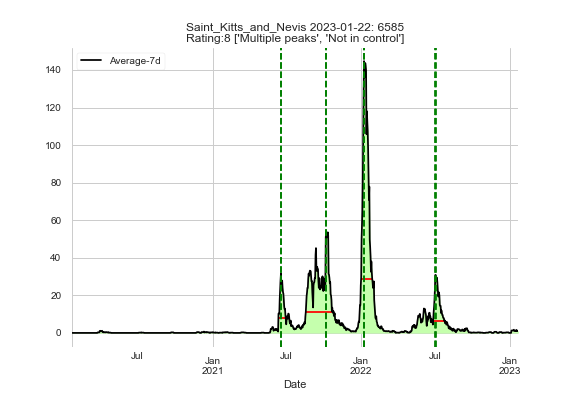 Saint_Kitts_and_Nevis 2023-01-22: 6585
Rating:8 ['Multiple peaks', 'Not in control']
Average-7d
140
120
100
80
60
40
20
0
Jul
Jan
2021
Jul
Jan
2022
Jul
Jan
2023
Date